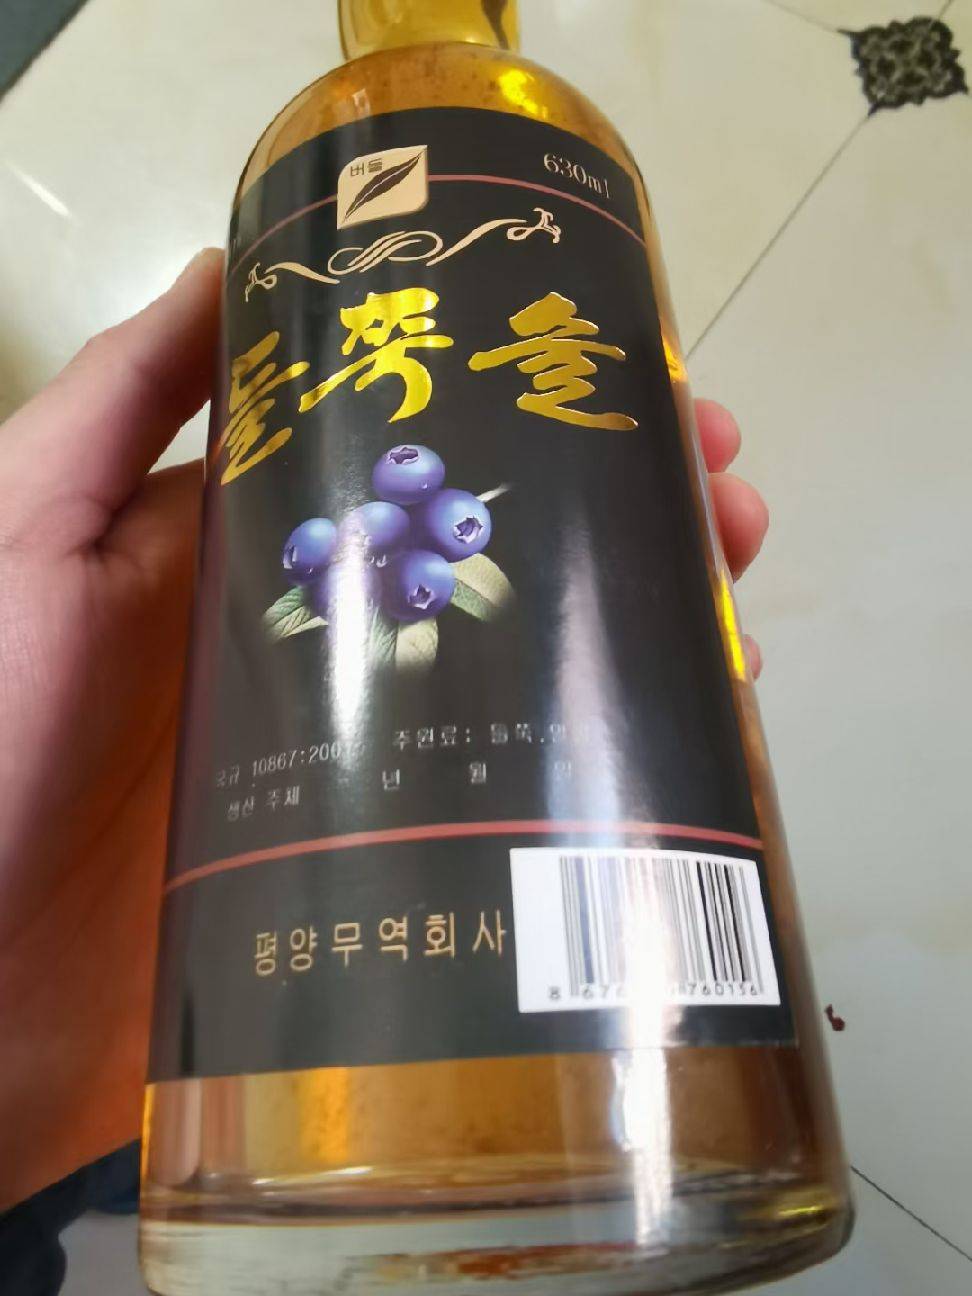 버들
630ml
들쭉술
국규 10867:200
주원료: 들쭉.
년 월 일
생산 주체
평양무역회사